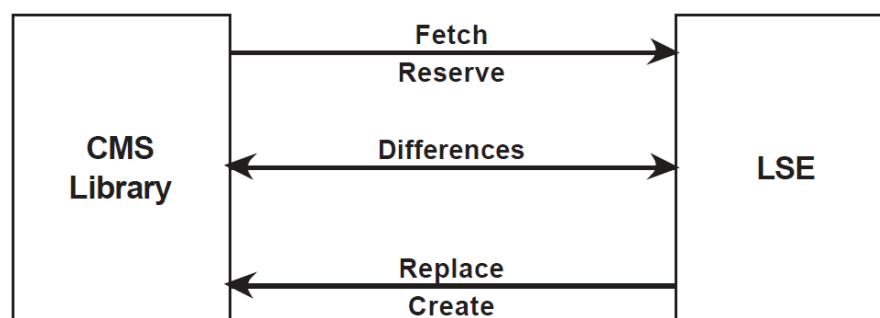 Fetch
Reserve
CMS
Library
Differences
LSE
Replace
Create